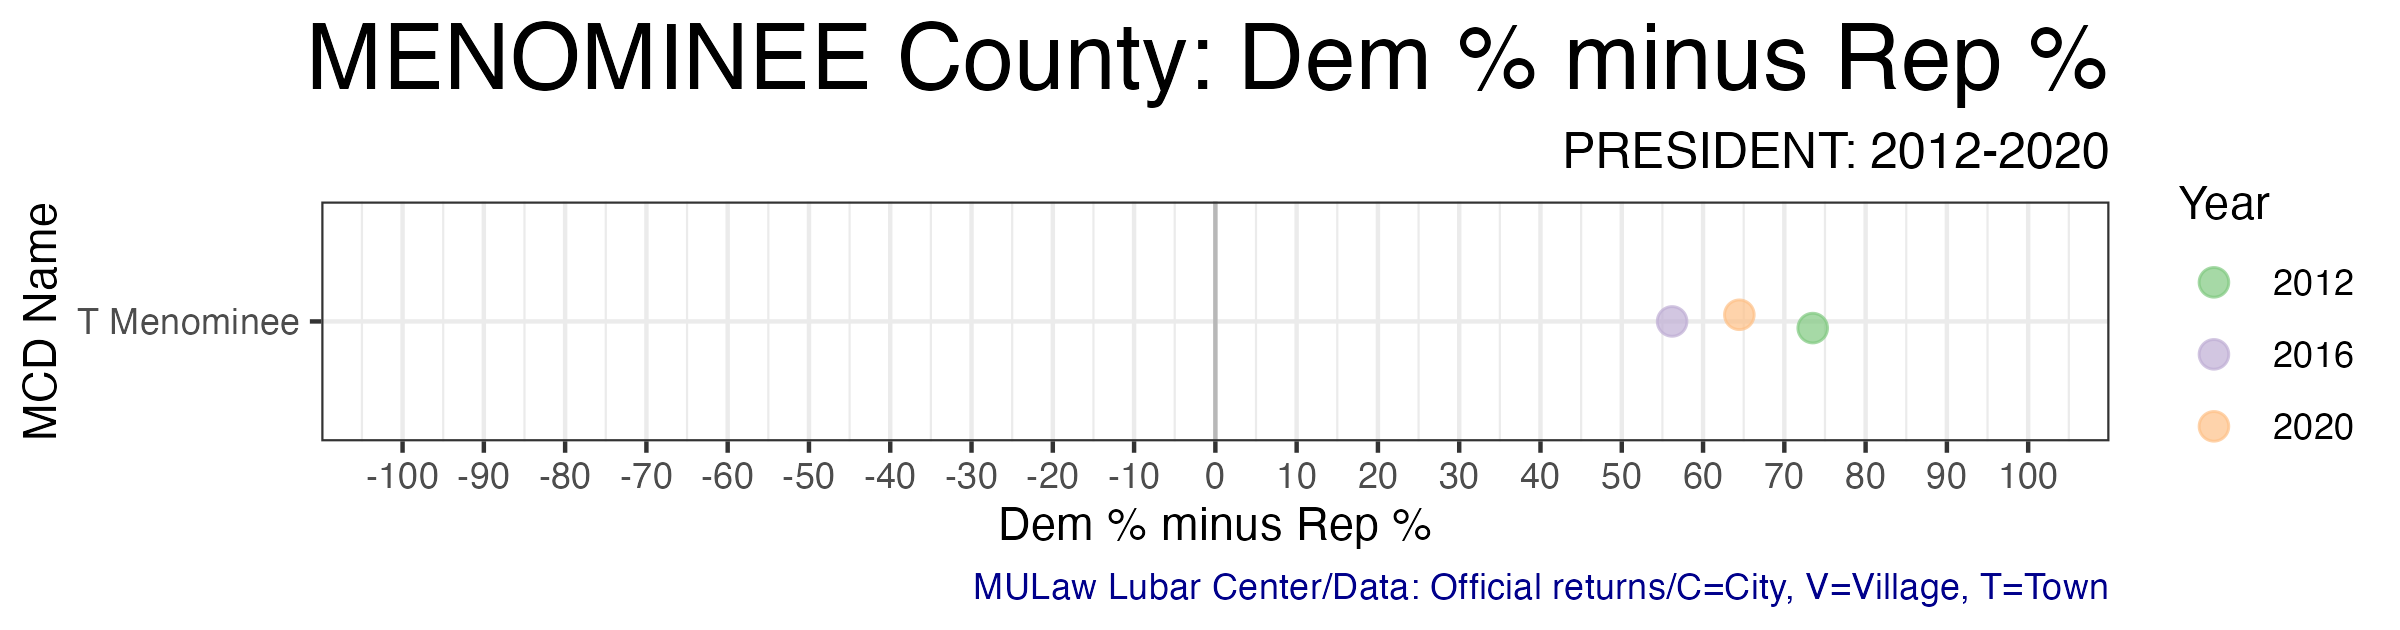 MENOMINEE County: Dem % minus Rep %
PRESIDENT: 2012-2020
MCD Name
T Menominee
-100 -90 -80 -70 -60 -50 -40 -30 -20 -10 0 10 20 30 40 50 60 70 80 90 100
Dem % minus Rep %
Year
2012
2016
2020
MULaw Lubar Center/Data: Official returns/C=City, V=Village, T=Town